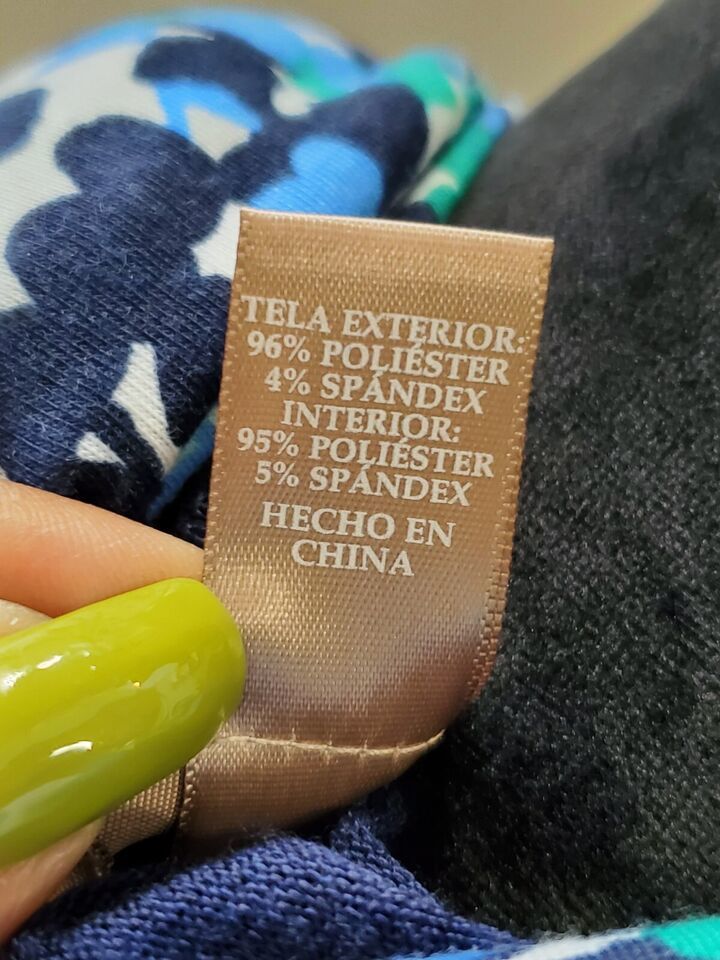 TELA EXTERIOR:
96% POLIÉSTER
4% SPÁNDEX
INTERIOR:
95% POLIÉSTER
5% SPÁNDEX
HECHO EN
CHINA